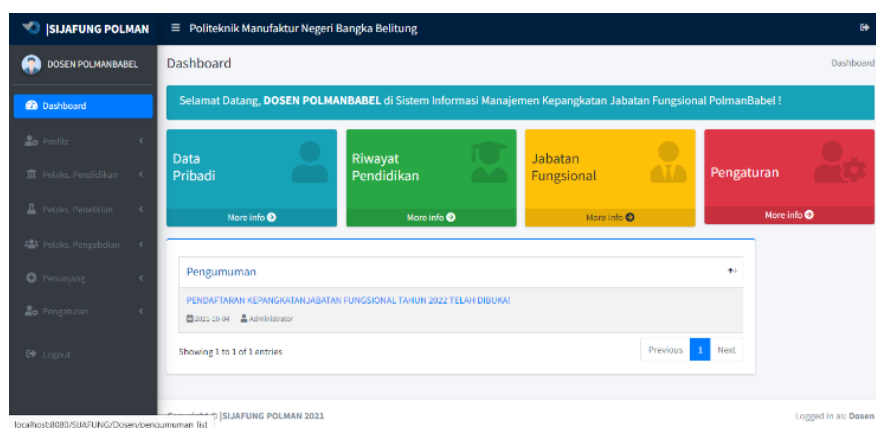 |SIJAFUNG POLMAN
Politeknik Manufaktur Negeri Bangka Belitung
DOSEN POLMANBABEL
Dashboard
Dashboard
Dashboard
Selamat Datang, DOSEN POLMANBABEL di Sistem Informasi Manajemen Kepangkatan Jabatan Fungsional PolmanBabel !
Profile
Pelaks. Pendidikan
Pelaks. Penelitian
Pelaks. Pengabdian
Penunjang
Pengaturan
Logout
Data
Pribadi
More info
Riwayat
Pendidikan
More info
Jabatan
Fungsional
More info
Pengaturan
More info
Pengumuman
PENDAFTARAN KEPANGKATANJABATAN FUNGSIONAL TAHUN 2022 TELAH DIBUKA!
2021-10-04 Administrator
Showing 1 to 1 of 1 entries
Previous 1 Next
|SIJAFUNG POLMAN 2021
Logged in as: Dosen
localhost:8080/SIJAFUNG/Dosen/pengumuman_list